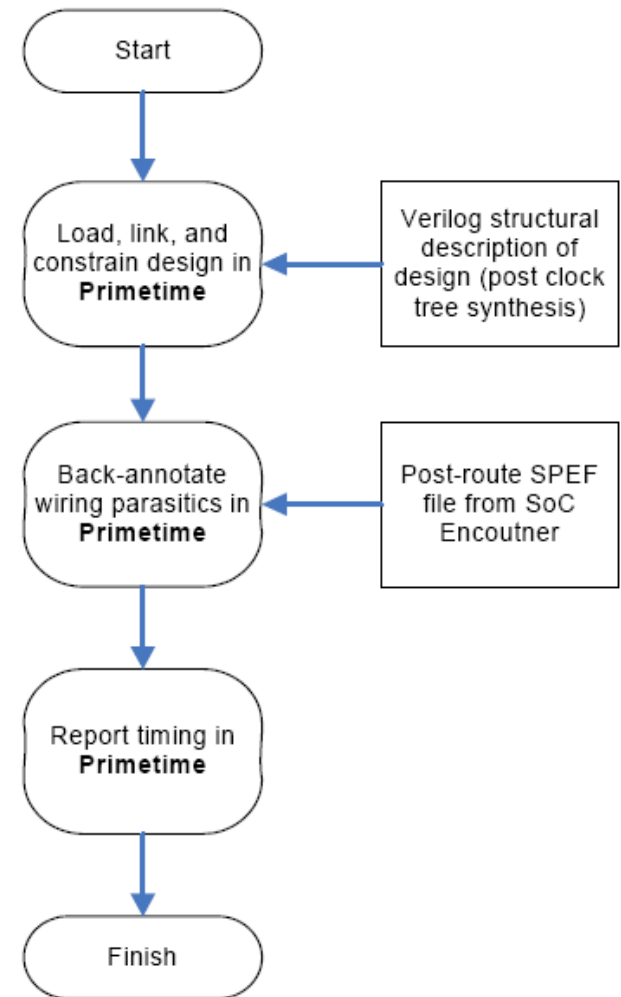 Start
Load, link, and
constrain design in
Primetime
Verilog structural
description of
design (post clock
tree synthesis)
Back-annotate
wiring parasitics in
Primetime
Post-route SPEF
file from SoC
Encoutner
Report timing in
Primetime
Finish